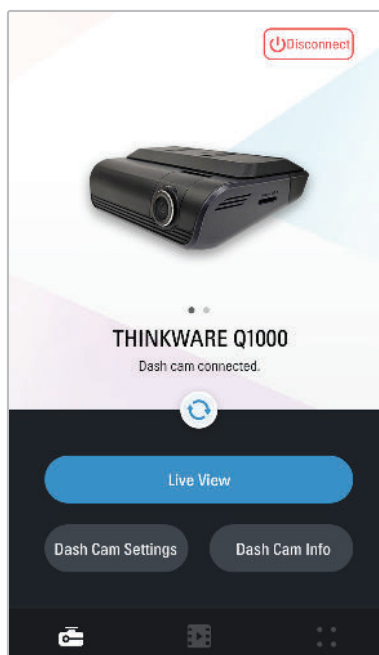 Disconnect
THINKWARE Q1000
Dash cam connected.
Live View
Dash Cam Settings
Dash Cam Info